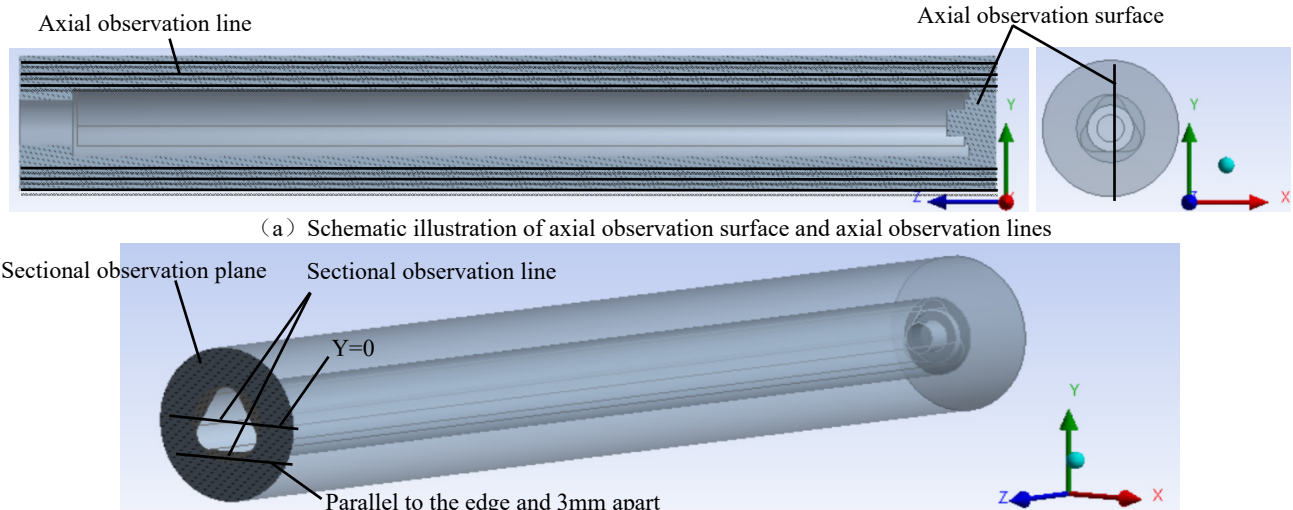 Axial observation line
Axial observation surface
Y
Z
X
Y
Z
X
（a）Schematic illustration of axial observation surface and axial observation lines
Sectional observation plane
Sectional observation line
Y=0
Y
Z
X
Parallel to the edge and 3mm apart